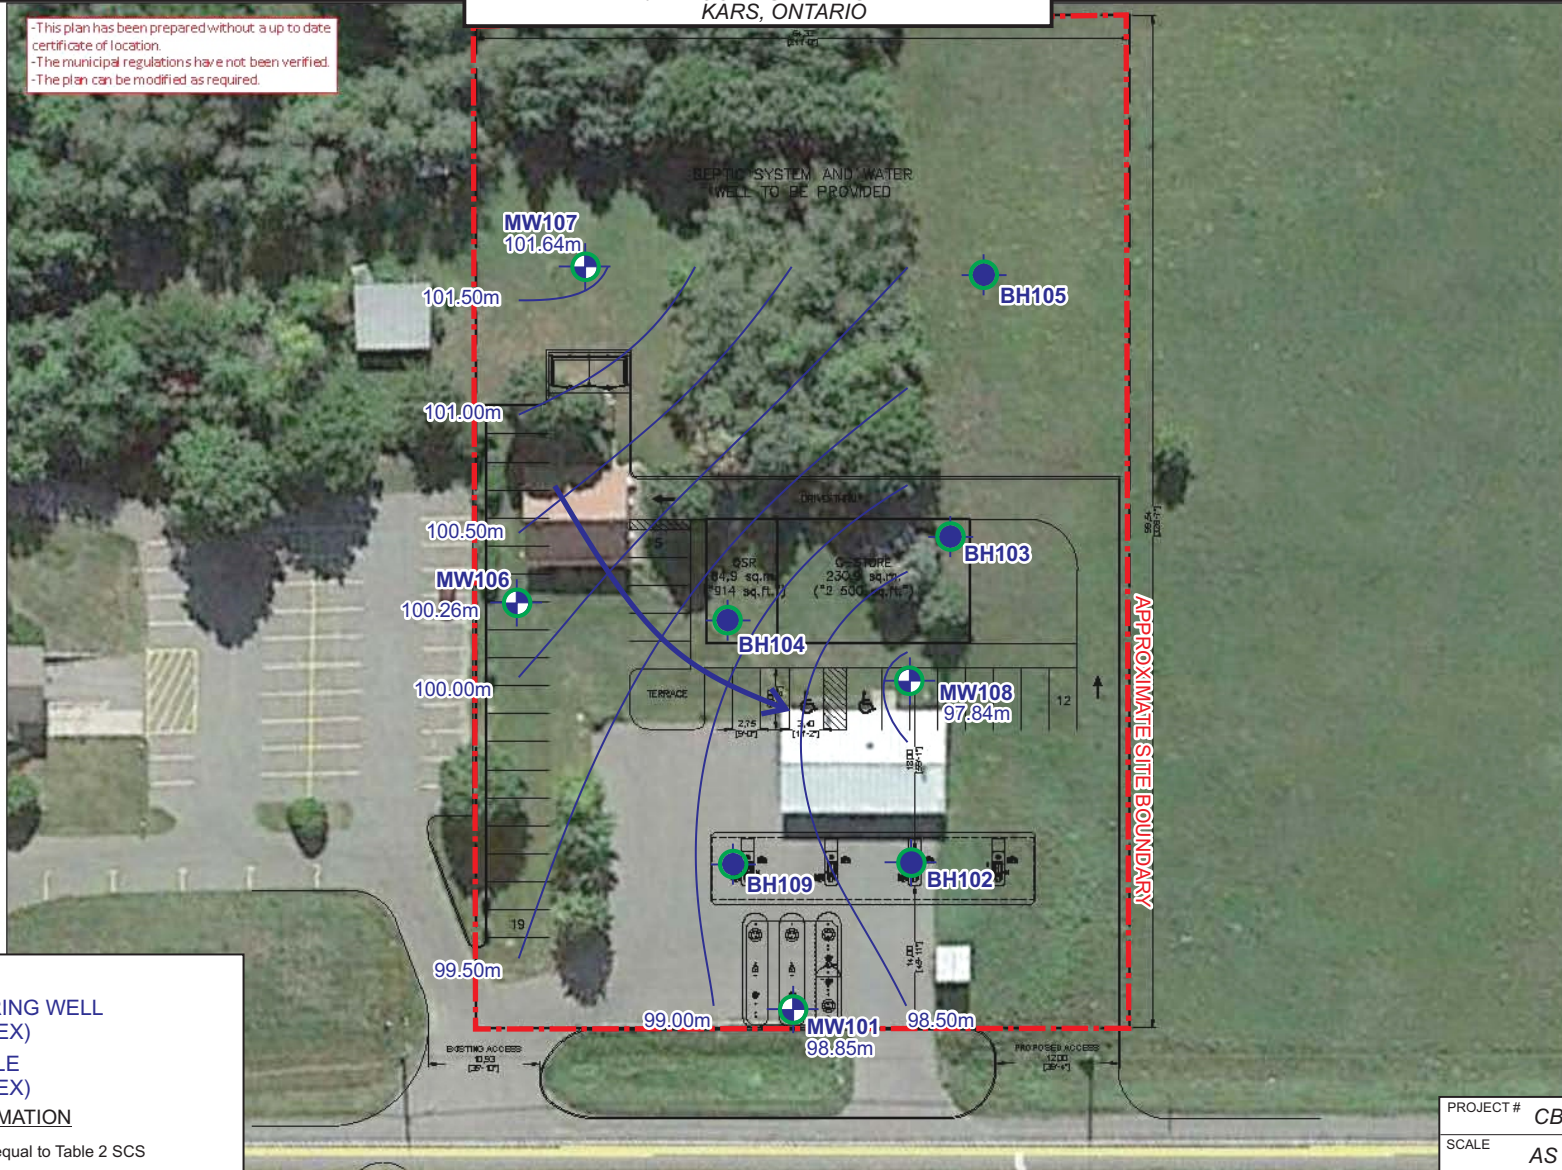 KARS, ONTARIO
-This plan has been prepared without a up to date
certificate of location.
-The municipal regulations have not been verified.
-The plan can be modified as required.
SEPTIC SYSTEM AND WATER
WELL TO BE PROVIDED
MW107
101.64m
101.50m
BH105
101.00m
100.50m
BH103
QSR
C-STORE
MW106
100.26m
BH104
100.00m
TERRACE
MW108
97.84m
12
APPROXIMATE SITE BOUNDARY
BH109
BH102
19
99.50m
99.00m
MW101
98.85m
98.50m
EXISTING ACCESS
PROPOSED ACCESS
RING WELL
EX)
LE
EX)
MATION
equal to Table 2 SCS
PROJECT # CB
SCALE AS